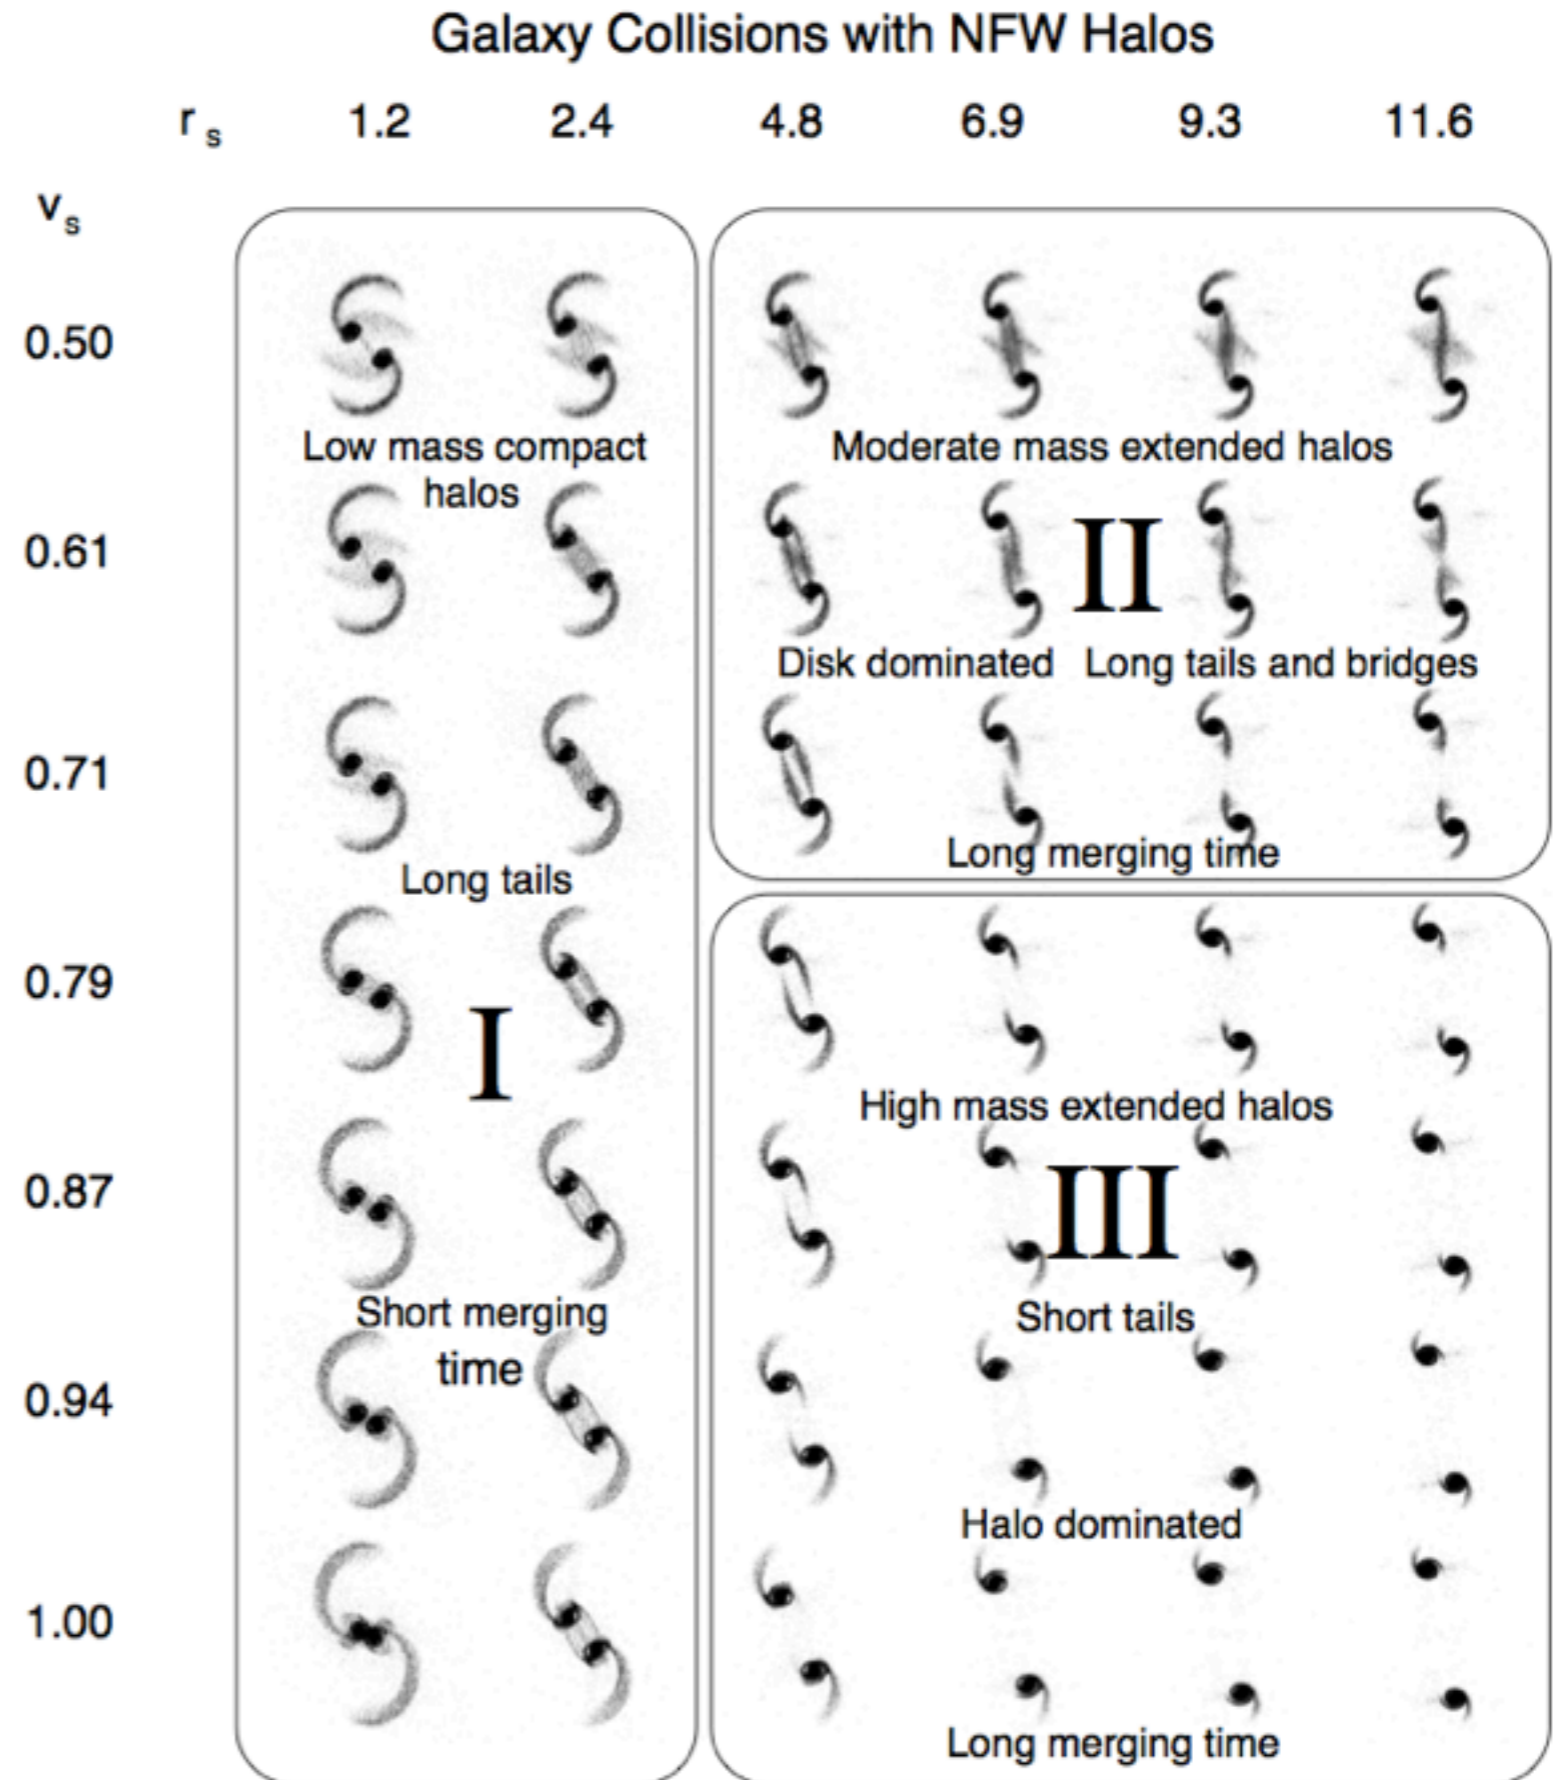 Galaxy Collisions with NFW Halos
r s 1.2 2.4 4.8 6.9 9.3 11.6
v s
0.50
Low mass compact
halos
Moderate mass extended halos
0.61
II
Disk dominated Long tails and bridges
0.71
Long merging time
Long tails
0.79
I
High mass extended halos
0.87
III
Short merging
time
Short tails
0.94
Halo dominated
1.00
Long merging time